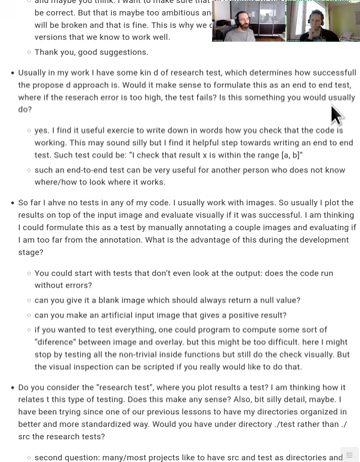 and maybe you think. I want to make sure that
be correct. But that is maybe too ambitious an
will be broken and that is fine. This is why we
versions that we know to work well.
Thank you, good suggestions.
Usually in my work I have some kin d of research test, which determines how successfull
the propose d approach is. Would it make sense to formulate this as an end to end test,
where if the reserach error is too high, the test fails? Is this something you would usually
do?
yes. I find it useful exercie to write down in words how you check that the code is
working. This may sound silly but I find it helpful step towards writing an end to end
test. Such test could be: "I check that result x is within the range [a, b]"
such an end-to-end test can be very useful for another person who does not know
where/how to look where it works.
So far I ahve no tests in any of my code. I usually work with images. So usually I plot the
results on top of the input image and evaluate visually if it was successful. I am thinking
I could formulate this as a test by manually annotating a couple images and evaluating if
I am too far from the annotation. What is the advantage of this during the development
stage?
You could start with tests that don't even look at the output: does the code run
without errors?
can you give it a blank image which should always return a null value?
can you make an artificial input image that gives a positive result?
if you wanted to test everything, one could program to compute some sort of
"diference" between image and overlay. but this might be too difficult. here I might
stop by testing all the non-trivial inside functions but still do the check visually. But
the visual inspection can be scripted if you really would like to do that.
Do you consider the "research test", where you plot results a test? I am thinking how it
relates t this type of testing. Does this make any sense? Also, bit silly detail, maybe. I
have been trying since one of our previous lessons to have my directories organized in
better and more standardized way. Would you have under directory ./test rather than ./
src the research tests?
second question: many/most projects like to have src and test as directories and